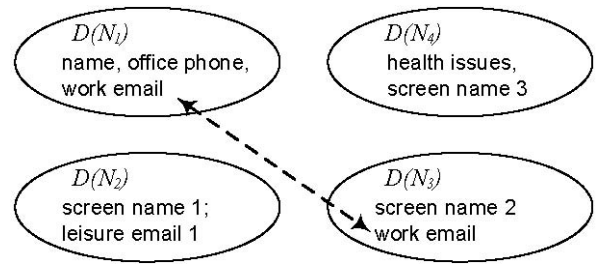 D(N1)
name, office phone,
work email
D(N4)
health issues,
screen name 3
D(N2)
screen name 1;
leisure email 1
D(N3)
screen name 2
work email